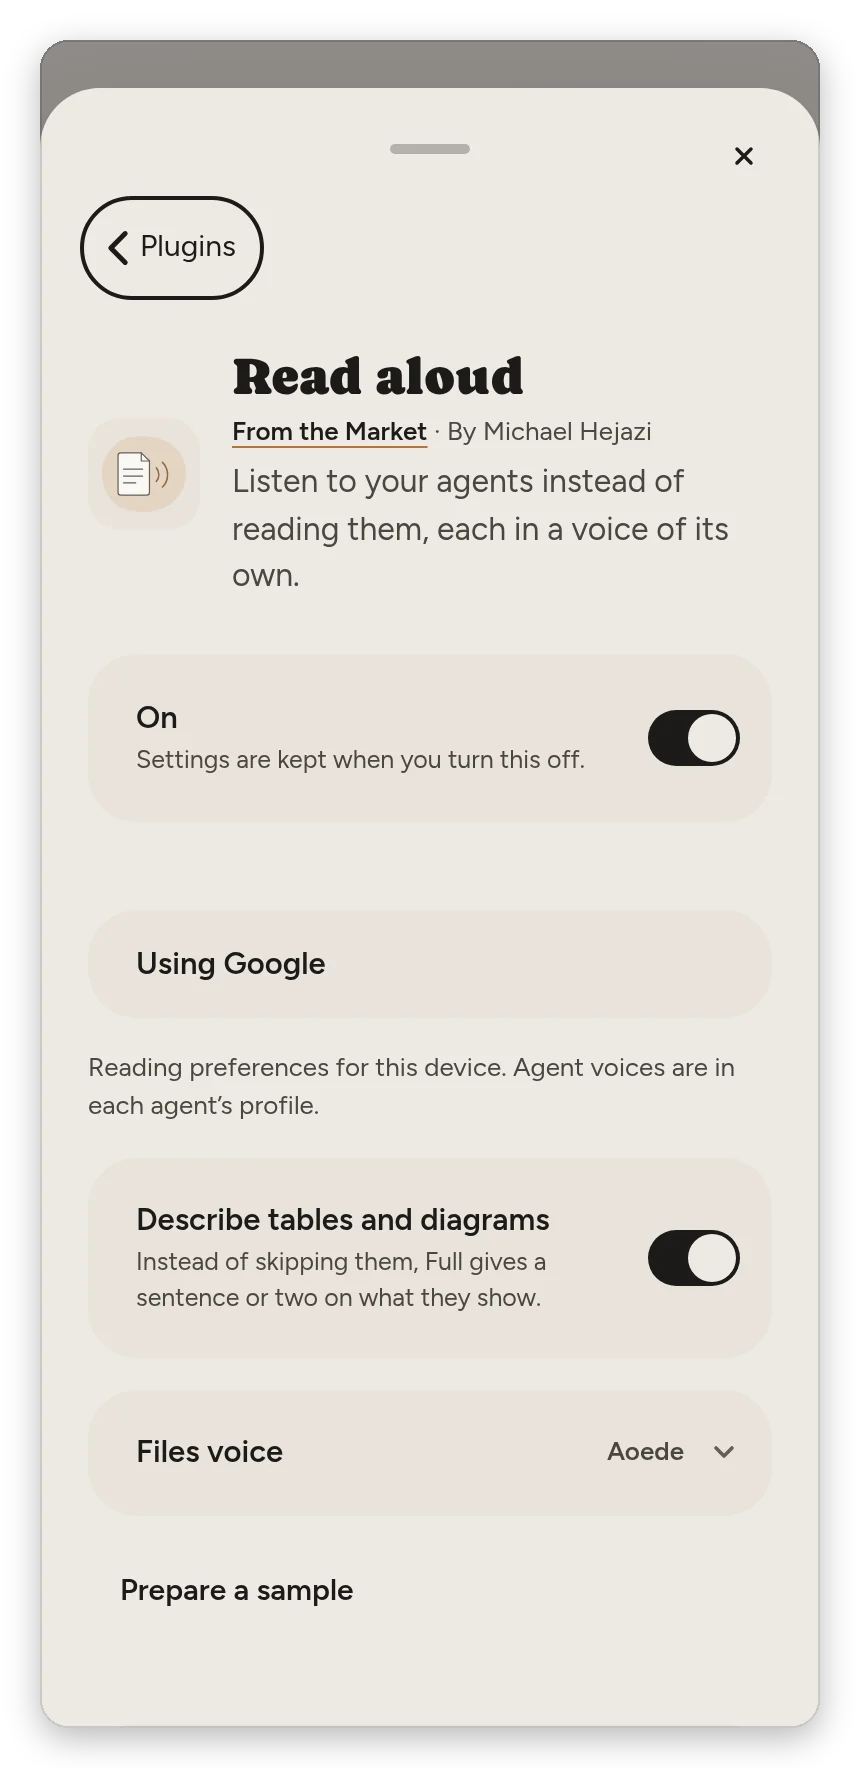 Plugins
Read aloud
From the Market · By Michael Hejazi
Listen to your agents instead of
reading them, each in a voice of its
own.
On
Settings are kept when you turn this off.
Using Google
Reading preferences for this device. Agent voices are in
each agent’s profile.
Describe tables and diagrams
Instead of skipping them, Full gives a
sentence or two on what they show.
Files voice Aoede
Prepare a sample